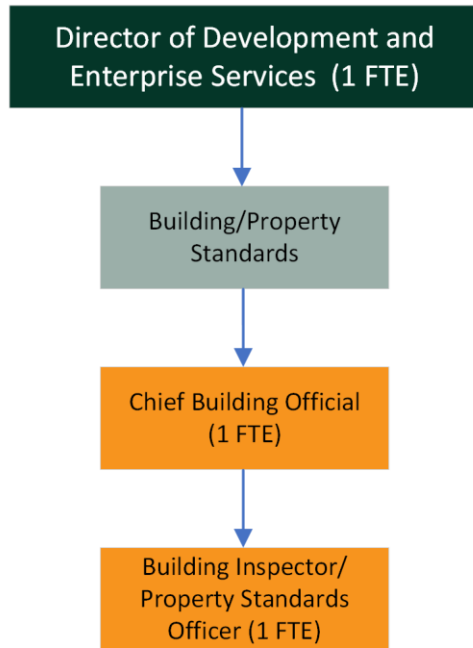 Director of Development and
Enterprise Services (1 FTE)
Building/Property
Standards
Chief Building Official
(1 FTE)
Building Inspector/
Property Standards
Officer (1 FTE)